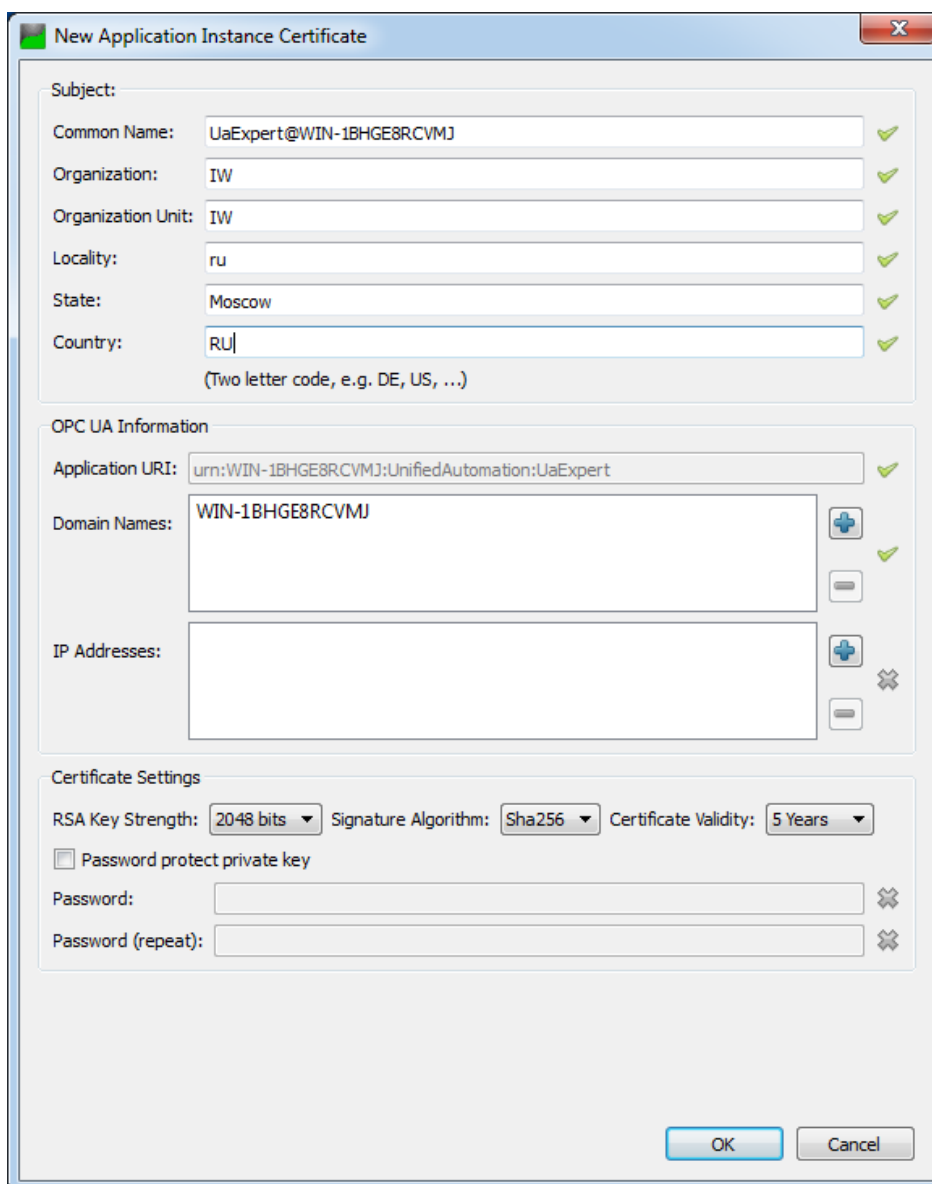 New Application Instance Certificate
Subject:
Common Name: UaExpert@WIN-1BHGE8RCVMJ
Organization: IW
Organization Unit: IW
Locality: ru
State: Moscow
Country: RU
(Two letter code, e.g. DE, US, ...)
OPC UA Information
Application URI: urn:WIN-1BHGE8RCVMJ:UnifiedAutomation:UaExpert
Domain Names: WIN-1BHGE8RCVMJ
IP Addresses:
Certificate Settings
RSA Key Strength: 2048 bits Signature Algorithm: Sha256 Certificate Validity: 5 Years
Password protect private key
Password:
Password (repeat):
OK Cancel